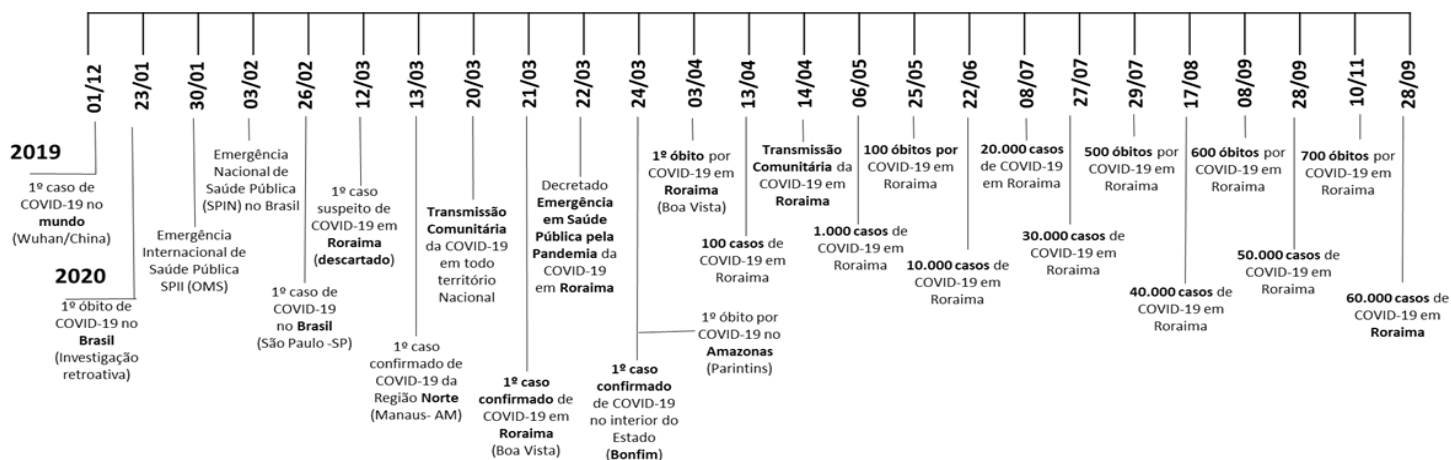 01/12
23/01
30/01
03/02
26/02
12/03
13/03
20/03
21/03
22/03
24/03
03/04
13/04
14/04
06/05
25/05
22/06
08/07
27/07
29/07
17/08
08/09
28/09
10/11
28/09
2019
1º caso de
COVID-19 no
mundo
(Wuhan/China)
2020
1º óbito de
COVID-19 no
Brasil
(Investigação
retroativa)
Emergência
Internacional de
Saúde Pública
SPII (OMS)
Emergência
Nacional de
Saúde Pública
(SPIN) no Brasil
1º caso de
COVID-19
no Brasil
(São Paulo -SP)
1º caso
suspeito de
COVID-19 em
Roraima
(descartado)
1º caso
confirmado de
COVID-19 da
Região Norte
(Manaus- AM)
Transmissão
Comunitária
da COVID-19
em todo
território
Nacional
1º caso
confirmado de
COVID-19 em
Roraima
(Boa Vista)
Decretado
Emergência
em Saúde
Pública pela
Pandemia da
COVID-19
em Roraima
1º caso
confirmado
de COVID-19
no interior do
Estado
(Bonfim)
1º óbito por
COVID-19 no
Amazonas
(Parintins)
1º óbito por
COVID-19 em
Roraima
(Boa Vista)
100 casos de
COVID-19 em
Roraima
Transmissão
Comunitária da
COVID-19 em
Roraima
1.000 casos de
COVID-19 em
Roraima
100 óbitos por
COVID-19 em
Roraima
10.000 casos de
COVID-19 em
Roraima
20.000 casos
de COVID-19
em Roraima
30.000 casos de
COVID-19 em
Roraima
500 óbitos por
COVID-19 em
Roraima
40.000 casos de
COVID-19 em
Roraima
600 óbitos por
COVID-19 em
Roraima
50.000 casos de
COVID-19 em
Roraima
700 óbitos por
COVID-19 em
Roraima
60.000 casos de
COVID-19 em
Roraima